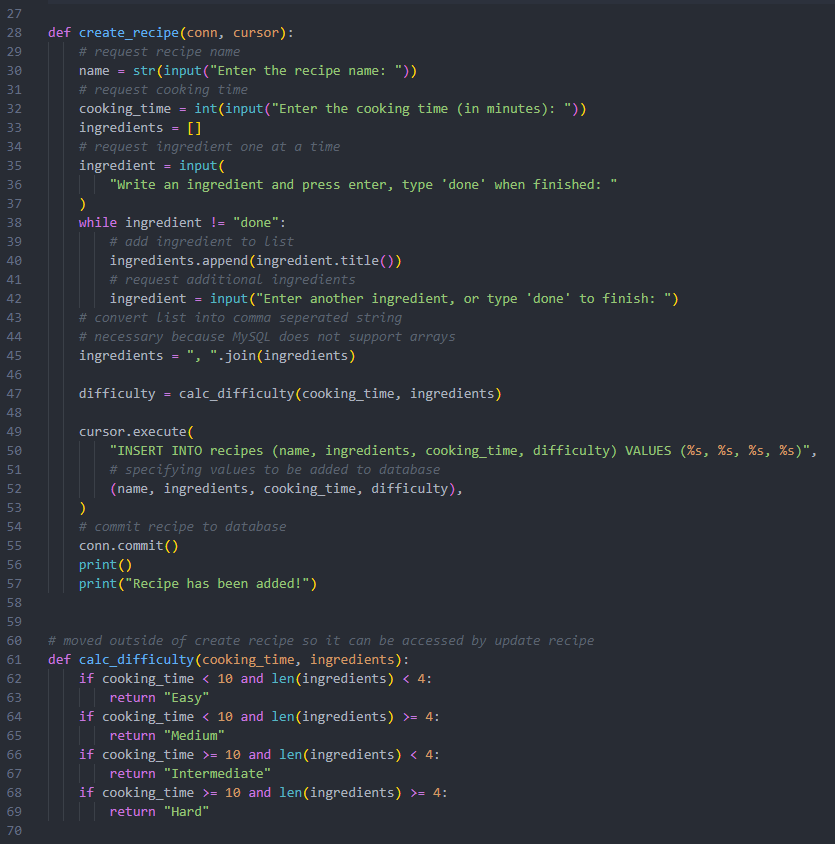 27
28 def create_recipe(conn, cursor):
29     # request recipe name
30     name = str(input("Enter the recipe name: "))
31     # request cooking time
32     cooking_time = int(input("Enter the cooking time (in minutes): "))
33     ingredients = []
34     # request ingredient one at a time
35     ingredient = input(
36         "Write an ingredient and press enter, type 'done' when finished: "
37     )
38     while ingredient != "done":
39         # add ingredient to list
40         ingredients.append(ingredient.title())
41         # request additional ingredients
42         ingredient = input("Enter another ingredient, or type 'done' to finish: ")
43     # convert list into comma seperated string
44     # necessary because MySQL does not support arrays
45     ingredients = ", ".join(ingredients)
46
47     difficulty = calc_difficulty(cooking_time, ingredients)
48
49     cursor.execute(
50         "INSERT INTO recipes (name, ingredients, cooking_time, difficulty) VALUES (%s, %s, %s, %s)",
51         # specifying values to be added to database
52         (name, ingredients, cooking_time, difficulty),
53     )
54     # commit recipe to database
55     conn.commit()
56     print()
57     print("Recipe has been added!")
58
59
60 # moved outside of create recipe so it can be accessed by update recipe
61 def calc_difficulty(cooking_time, ingredients):
62     if cooking_time < 10 and len(ingredients) < 4:
63         return "Easy"
64     if cooking_time < 10 and len(ingredients) >= 4:
65         return "Medium"
66     if cooking_time >= 10 and len(ingredients) < 4:
67         return "Intermediate"
68     if cooking_time >= 10 and len(ingredients) >= 4:
69         return "Hard"
70